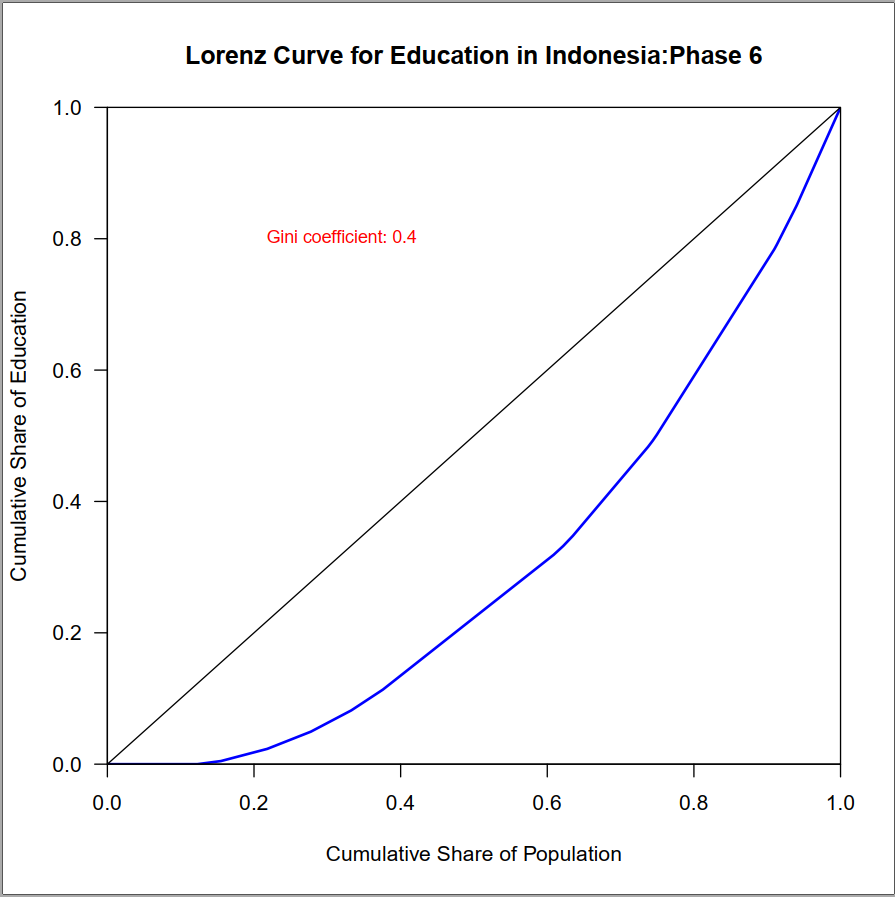 Lorenz Curve for Education in Indonesia:Phase 6
1.0
Gini coefficient: 0.4
0.8
0.6
0.4
0.2
0.0
Cumulative Share of Education
0.0 0.2 0.4 0.6 0.8 1.0
Cumulative Share of Population